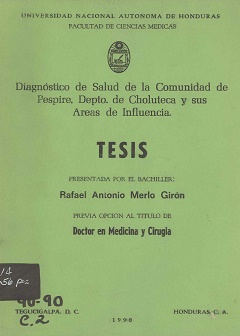 UNIVERSIDAD NACIONAL AUTONOMA DE HONDURAS
FACULTAD DE CIENCIAS MEDICAS
Diagnóstico de Salud de la Comunidad de
Pespire, Depto. de Choluteca y sus
Areas de Influencia.
TESIS
PRESENTADA POR EL BACHILLER:
Rafael Antonio Merlo Girón
PREVIA OPCION AL TITULO DE
Doctor en Medicina y Cirugía
90-90
TEGUCIGALPA, D. C.
HONDURAS, C. A.
C.2
1990